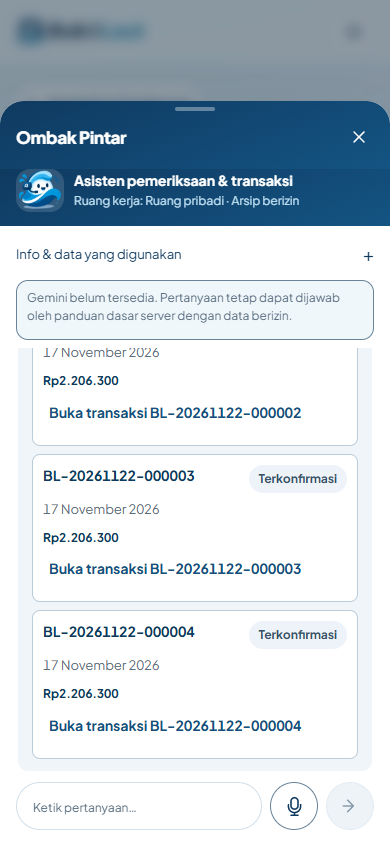 Ombak Pintar
Asisten pemeriksaan & transaksi
Ruang kerja: Ruang pribadi · Arsip berizin
Info & data yang digunakan
Gemini belum tersedia. Pertanyaan tetap dapat dijawab
oleh panduan dasar server dengan data berizin.
17 November 2026
Rp2.206.300
Buka transaksi BL-20261122-000002
BL-20261122-000003
Terkonfirmasi
17 November 2026
Rp2.206.300
Buka transaksi BL-20261122-000003
BL-20261122-000004
Terkonfirmasi
17 November 2026
Rp2.206.300
Buka transaksi BL-20261122-000004
Ketik pertanyaan...